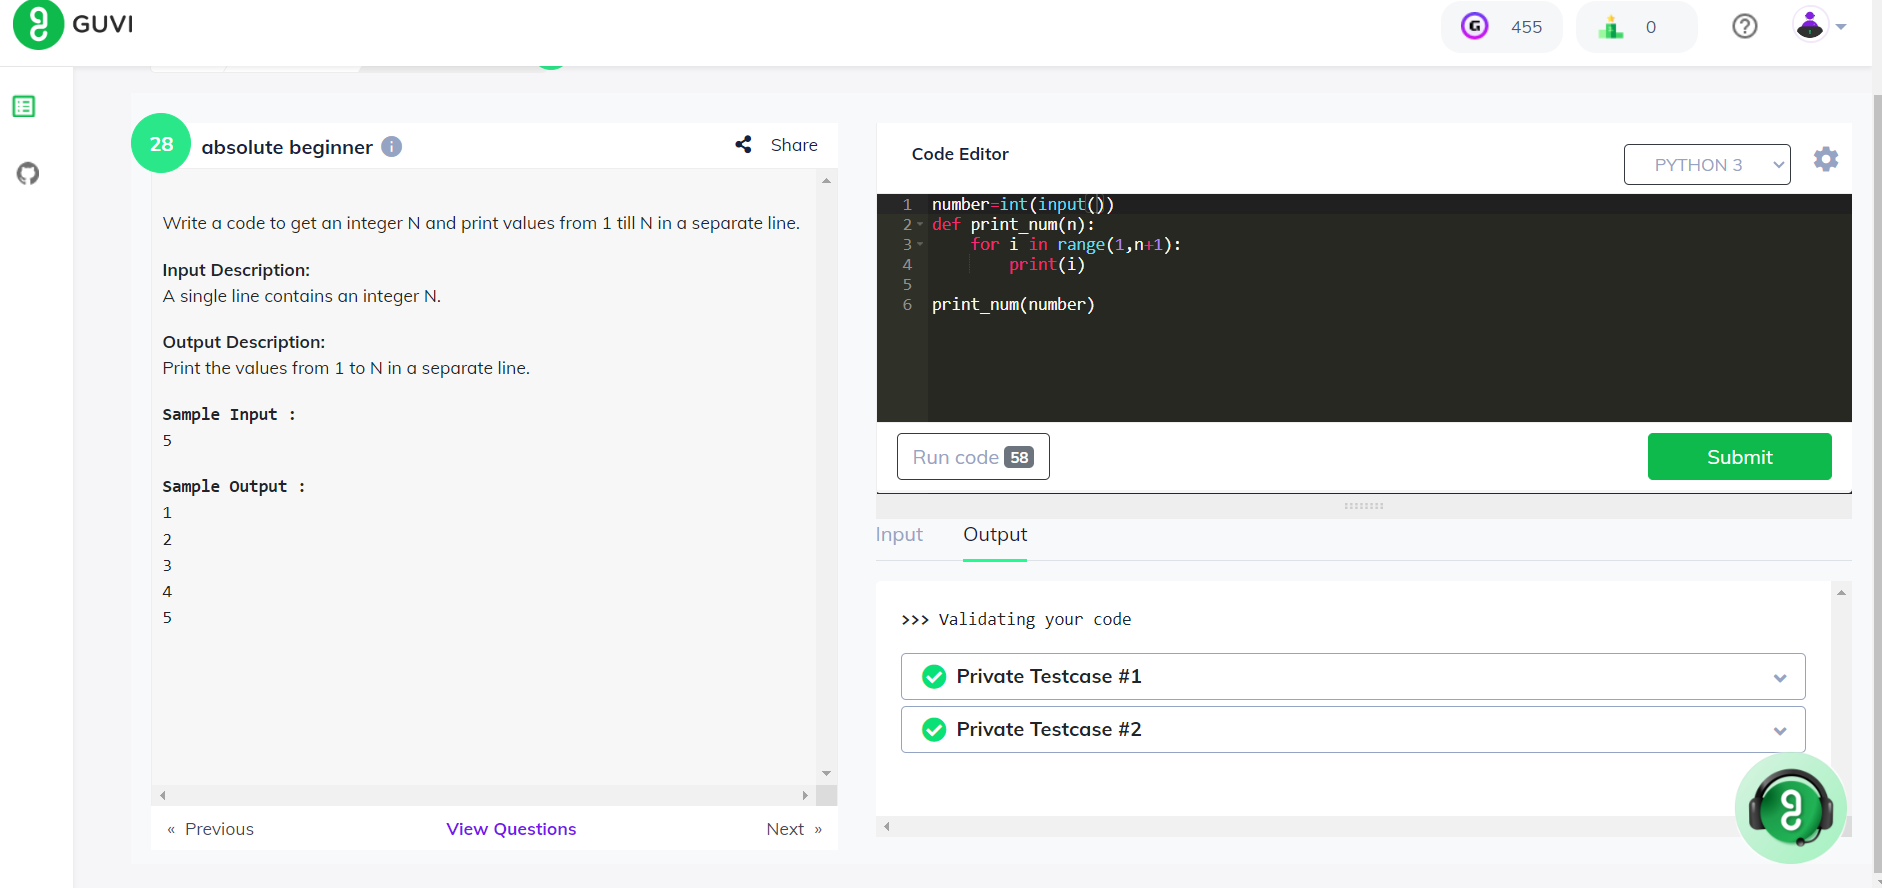 GUVI
455
0
28
absolute beginner
Share
Write a code to get an integer N and print values from 1 till N in a separate line.
Input Description:
A single line contains an integer N.
Output Description:
Print the values from 1 to N in a separate line.
Sample Input :
5
Sample Output :
1
2
3
4
5
« Previous
View Questions
Next »
Code Editor
PYTHON 3
1 number=int(input())
2 def print_num(n):
3     for i in range(1,n+1):
4         print(i)
5
6 print_num(number)
Run code 58
Submit
Input
Output
>>> Validating your code
Private Testcase #1
Private Testcase #2